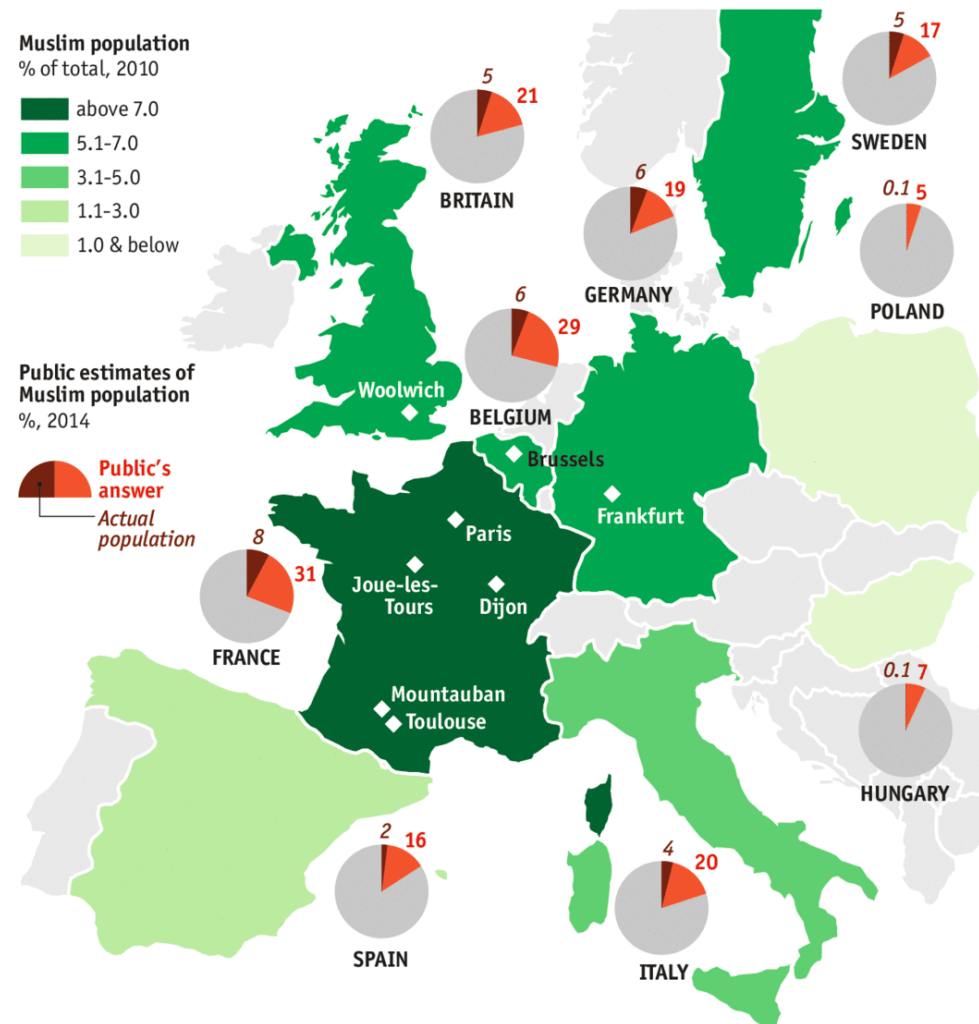 Muslim population
% of total, 2010
above 7.0
5.1-7.0
3.1-5.0
1.1-3.0
1.0 & below
Public estimates of
Muslim population
%, 2014
Public's
answer
Actual
population
5
21
BRITAIN
5
17
SWEDEN
6
19
GERMANY
0.1
5
POLAND
6
29
BELGIUM
Woolwich
Brussels
Frankfurt
Paris
Joue-les-
Tours
Dijon
8
31
FRANCE
Mountauban
Toulouse
0.1
7
HUNGARY
2
16
SPAIN
4
20
ITALY